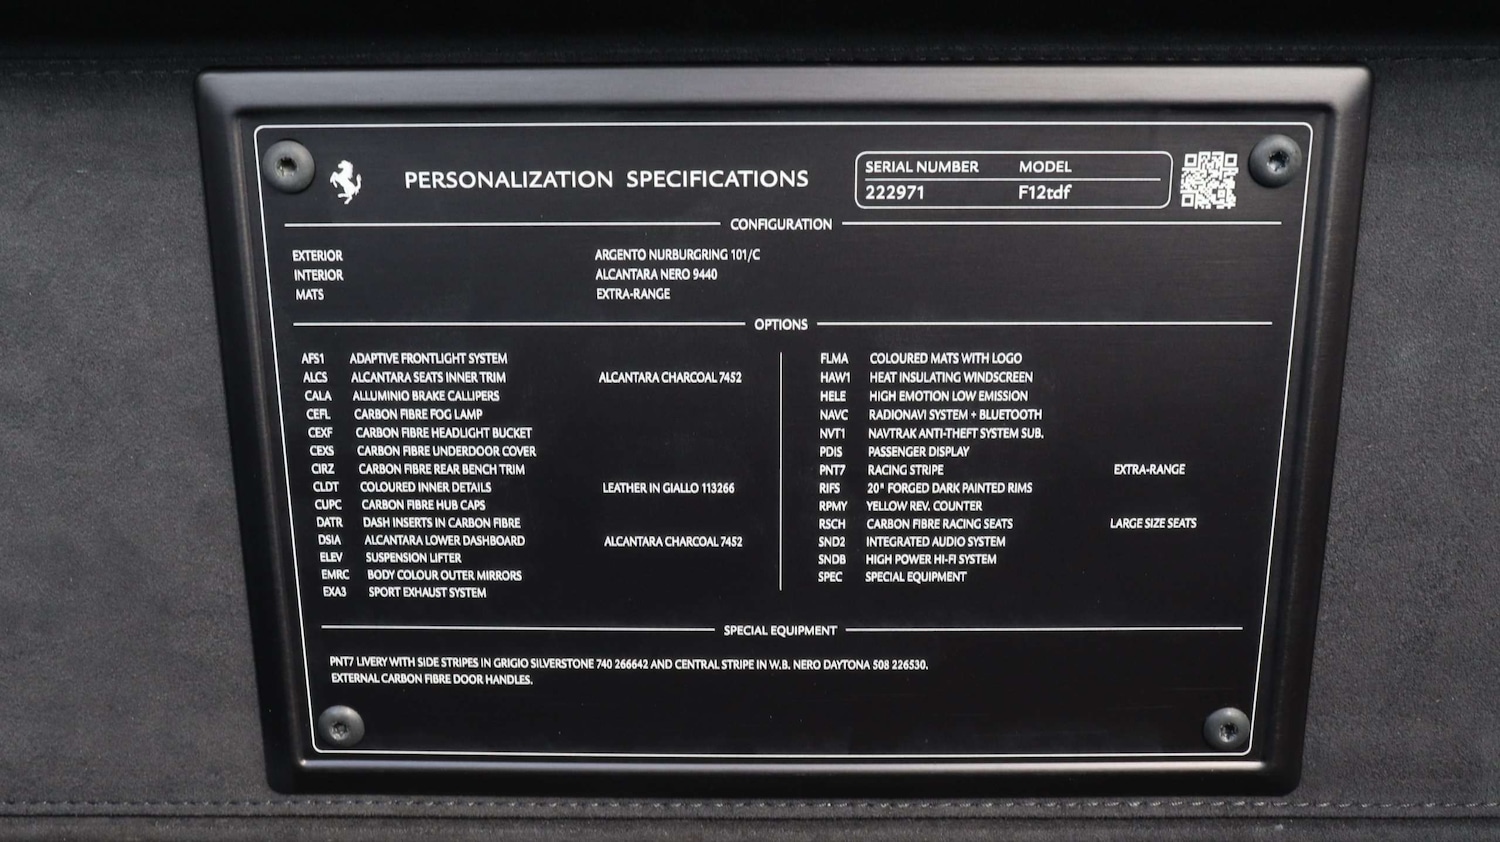 PERSONALIZATION SPECIFICATIONS
SERIAL NUMBER MODEL
222971 F12tdf
CONFIGURATION
EXTERIOR ARGENTO NURBURGRING 101/C
INTERIOR ALCANTARA NERO 9440
MATS EXTRA-RANGE
OPTIONS
AFS1 ADAPTIVE FRONTLIGHT SYSTEM
ALCS ALCANTARA SEATS INNER TRIM ALCANTARA CHARCOAL 7452
CALA ALLUMINIO BRAKE CALLIPERS
CEFL CARBON FIBRE FOG LAMP
CEXF CARBON FIBRE HEADLIGHT BUCKET
CEXS CARBON FIBRE UNDERDOOR COVER
CIRZ CARBON FIBRE REAR BENCH TRIM
CLDT COLOURED INNER DETAILS LEATHER IN GIALLO 113266
CUPC CARBON FIBRE HUB CAPS
DATR DASH INSERTS IN CARBON FIBRE
DSIA ALCANTARA LOWER DASHBOARD ALCANTARA CHARCOAL 7452
ELEV SUSPENSION LIFTER
EMRC BODY COLOUR OUTER MIRRORS
EXA3 SPORT EXHAUST SYSTEM
FLMA COLOURED MATS WITH LOGO
HAW1 HEAT INSULATING WINDSCREEN
HELE HIGH EMOTION LOW EMISSION
NAVC RADIONAVI SYSTEM + BLUETOOTH
NVT1 NAVTRAK ANTI-THEFT SYSTEM SUB.
PDIS PASSENGER DISPLAY
PNT7 RACING STRIPE EXTRA-RANGE
RIFS 20" FORGED DARK PAINTED RIMS
RPMY YELLOW REV. COUNTER
RSCH CARBON FIBRE RACING SEATS LARGE SIZE SEATS
SND2 INTEGRATED AUDIO SYSTEM
SNDB HIGH POWER HI-FI SYSTEM
SPEC SPECIAL EQUIPMENT
SPECIAL EQUIPMENT
PNT7 LIVERY WITH SIDE STRIPES IN GRIGIO SILVERSTONE 740 266642 AND CENTRAL STRIPE IN W.B. NERO DAYTONA 508 226530.
EXTERNAL CARBON FIBRE DOOR HANDLES.